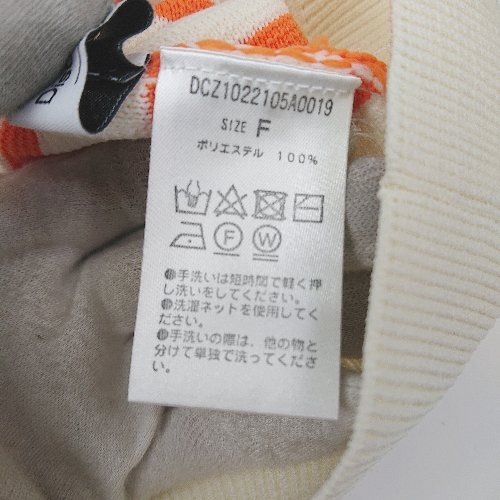 DCZ1022105A0019
SIZE F
ポリエステル 100%
F W
手洗いは短時間で軽く押
し洗いをしてください。
洗濯ネットを使用してく
ださい。
手洗いの際は、他の物と
分けて単独で洗ってくださ
い。